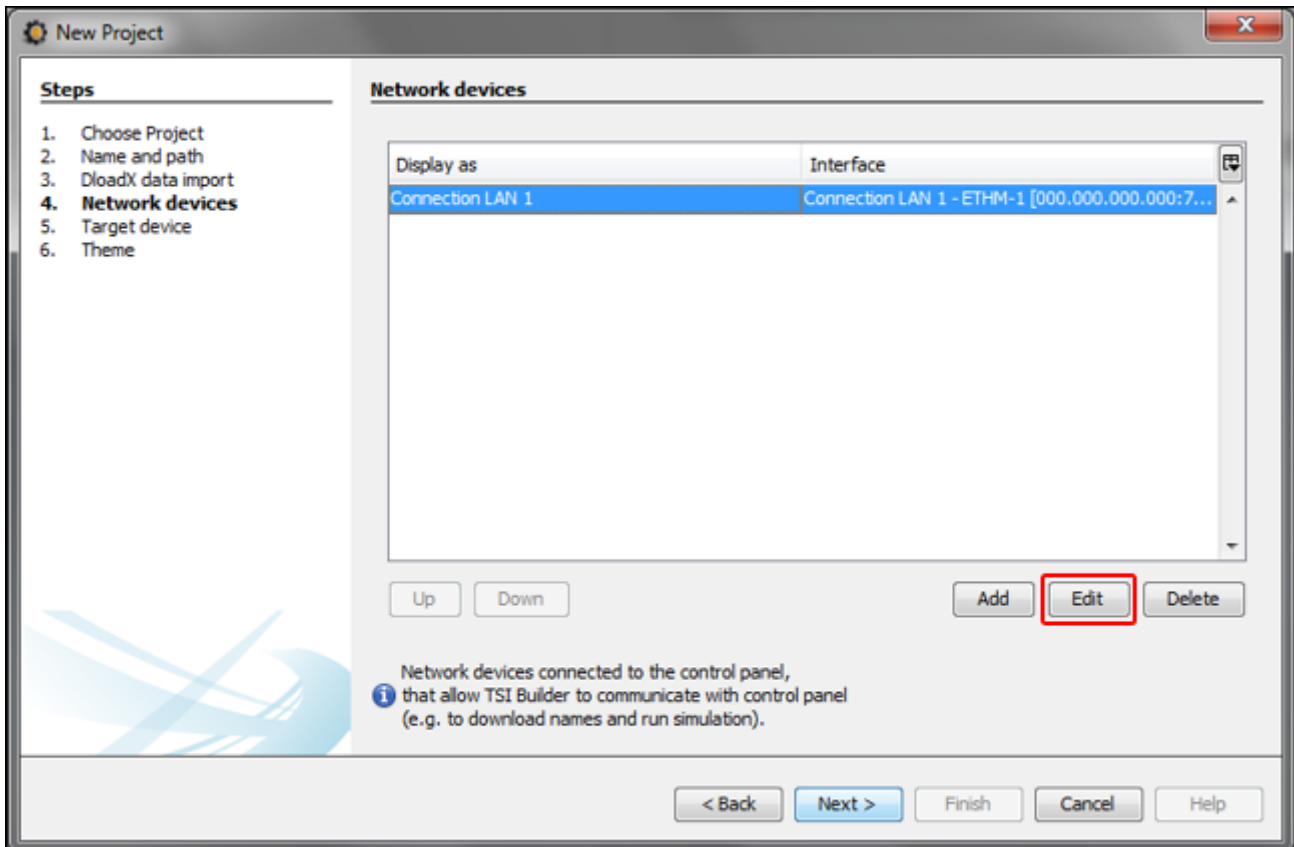 New Project
Steps
1. Choose Project
2. Name and path
3. DloadX data import
4. Network devices
5. Target device
6. Theme
Network devices
Display as Interface
Connection LAN 1 Connection LAN 1 - ETHM-1 [000.000.000.000:7...
Up Down Add Edit Delete
Network devices connected to the control panel,
that allow TSI Builder to communicate with control panel
(e.g. to download names and run simulation).
< Back Next > Finish Cancel Help